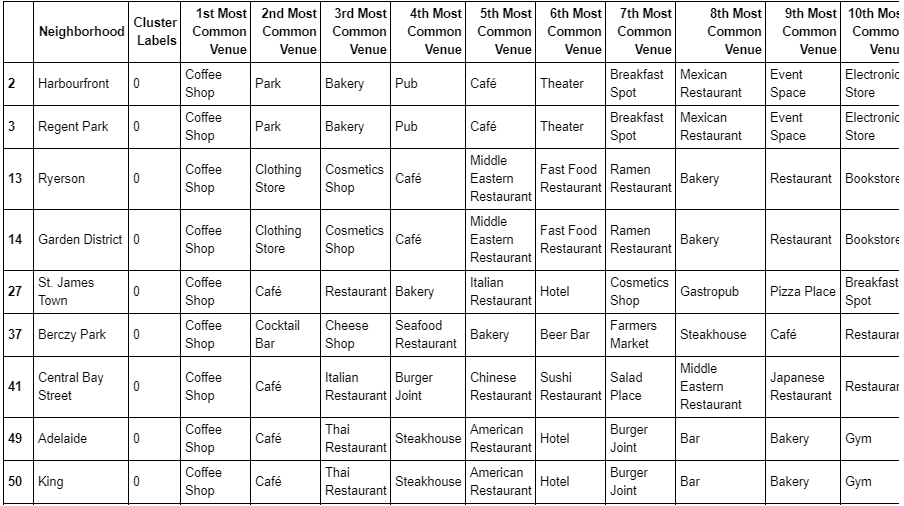 Neighborhood Cluster Labels 1st Most Common Venue 2nd Most Common Venue 3rd Most Common Venue 4th Most Common Venue 5th Most Common Venue 6th Most Common Venue 7th Most Common Venue 8th Most Common Venue 9th Most Common Venue 10th Mos Commo Venu
2 Harbourfront 0 Coffee Shop Park Bakery Pub Café Theater Breakfast Spot Mexican Restaurant Event Space Electronic Store
3 Regent Park 0 Coffee Shop Park Bakery Pub Café Theater Breakfast Spot Mexican Restaurant Event Space Electronic Store
13 Ryerson 0 Coffee Shop Clothing Store Cosmetics Shop Café Middle Eastern Restaurant Fast Food Restaurant Ramen Restaurant Bakery Restaurant Bookstore
14 Garden District 0 Coffee Shop Clothing Store Cosmetics Shop Café Middle Eastern Restaurant Fast Food Restaurant Ramen Restaurant Bakery Restaurant Bookstore
27 St. James Town 0 Coffee Shop Café Restaurant Bakery Italian Restaurant Hotel Cosmetics Shop Gastropub Pizza Place Breakfast Spot
37 Berczy Park 0 Coffee Shop Cocktail Bar Cheese Shop Seafood Restaurant Bakery Beer Bar Farmers Market Steakhouse Café Restaurar
41 Central Bay Street 0 Coffee Shop Café Italian Restaurant Burger Joint Chinese Restaurant Sushi Restaurant Salad Place Middle Eastern Restaurant Japanese Restaurant Restaurar
49 Adelaide 0 Coffee Shop Café Thai Restaurant Steakhouse American Restaurant Hotel Burger Joint Bar Bakery Gym
50 King 0 Coffee Shop Café Thai Restaurant Steakhouse American Restaurant Hotel Burger Joint Bar Bakery Gym